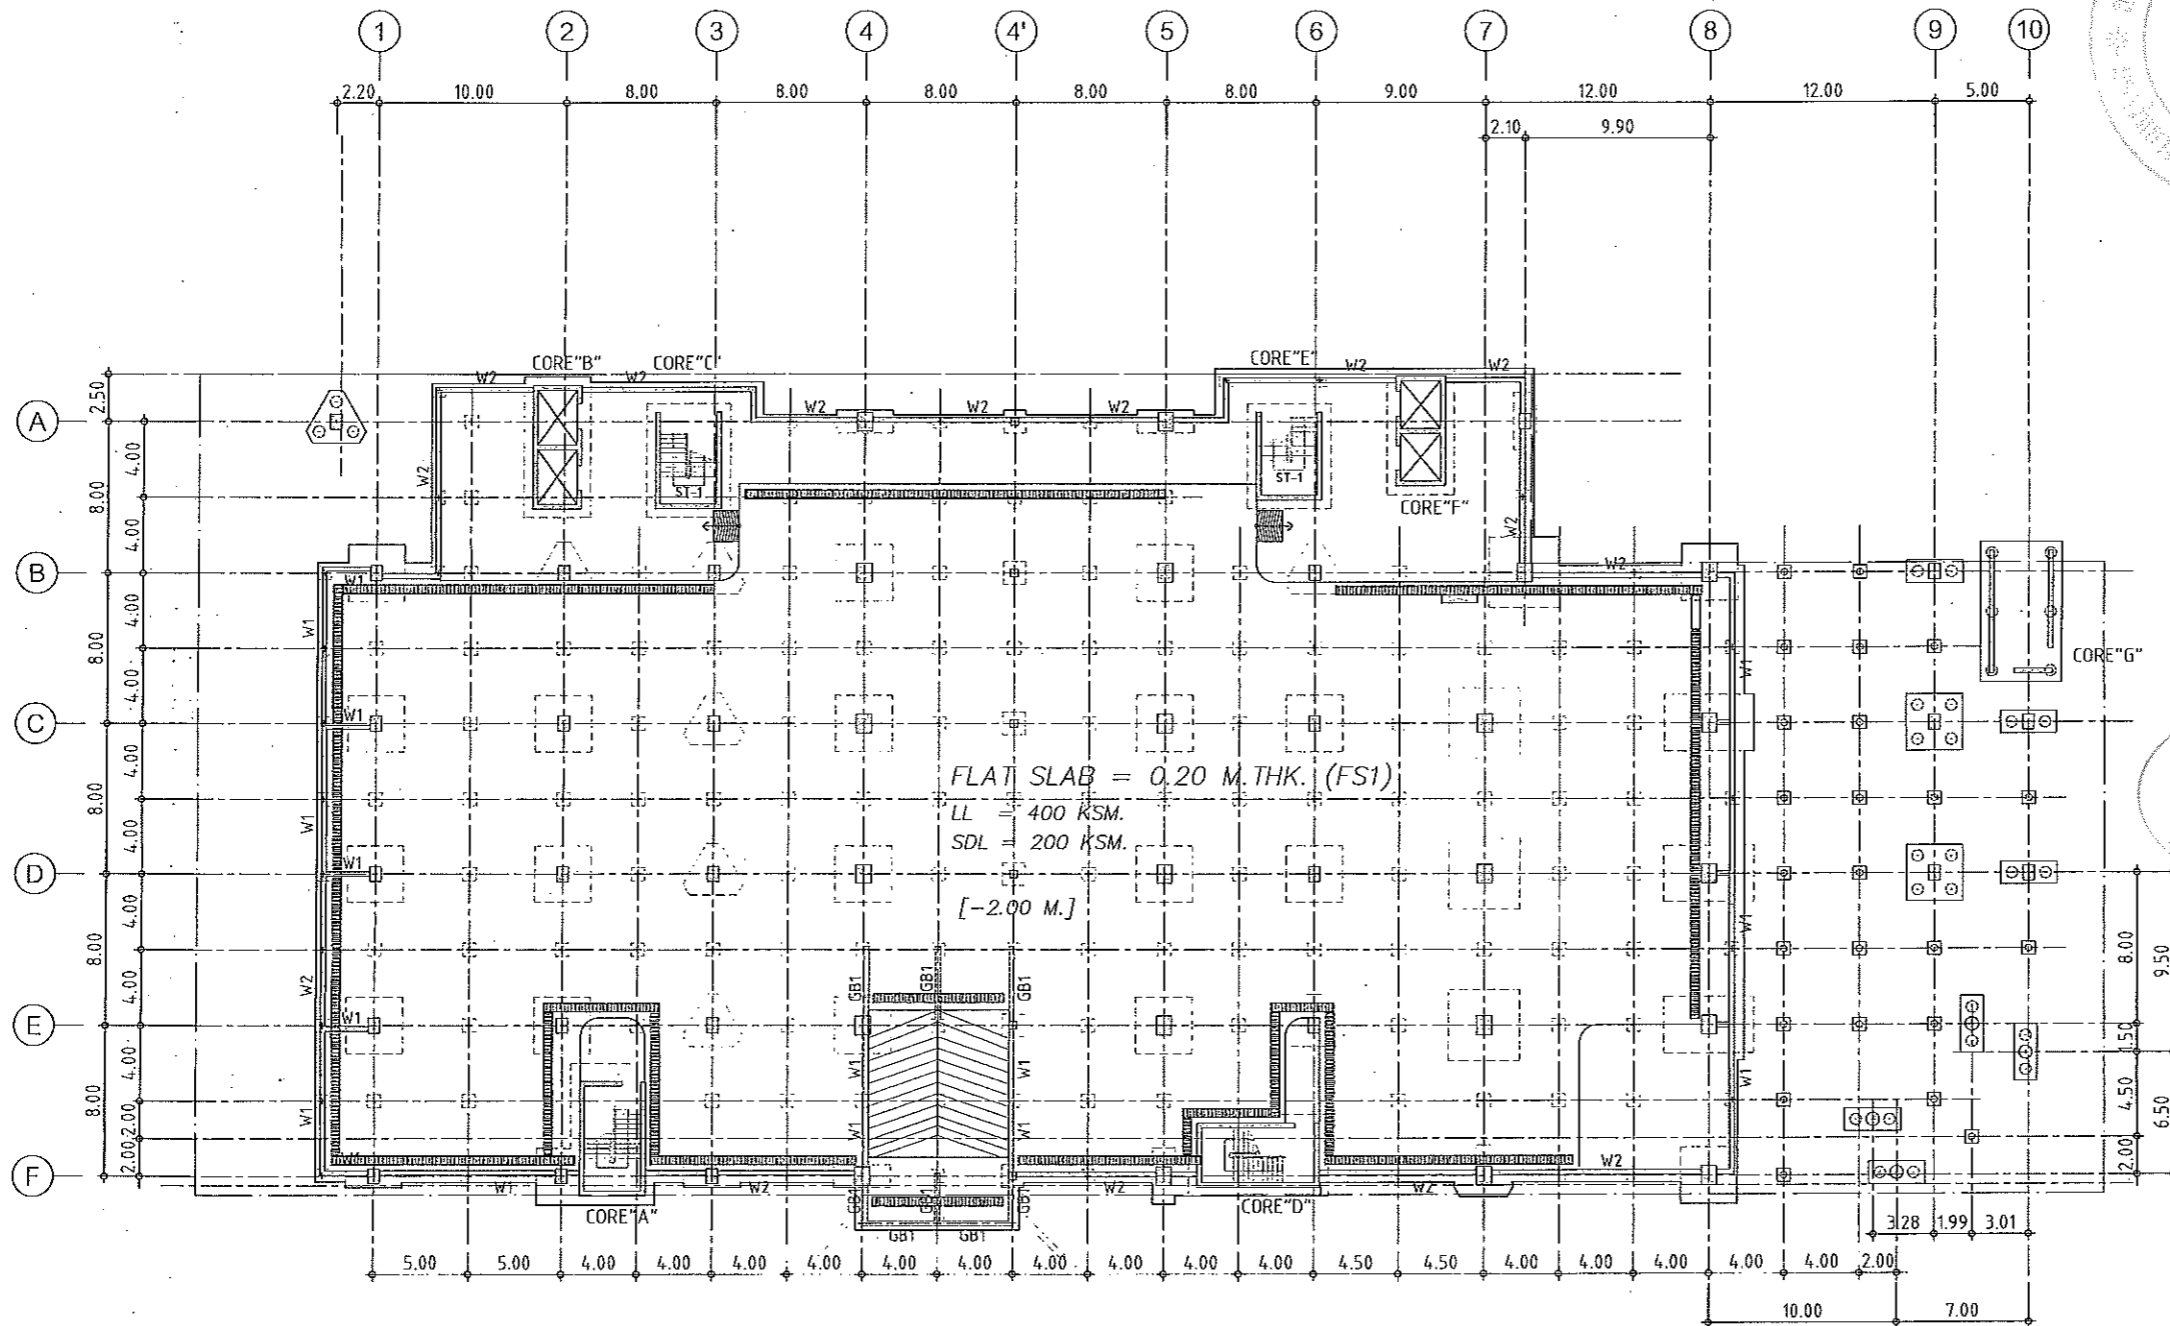 1 2 3 4 4' 5 6 7 8 9 10
2.20 10.00 8.00 8.00 8.00 8.00 8.00 9.00 12.00 12.00 5.00
2.10 9.90
CORE"B" CORE"C" CORE"E" W2 W2
W2 W2
2.50
W2 W2 W2
A
4.00
W2
8.00
ST-1 ST-1
CORE"F"
4.00
W2
B
W2
W1
4.00
W1
8.00
CORE"G"
W1
4.00
W1
C
4.00
FLAT SLAB = 0.20 M.THK. (FS1)
LL = 400 KSM.
SDL = 200 KSM.
8.00
W1
4.00
W1
D
[-2.00 M.]
4.00
W1
8.00
8.00
9.50
W2
GB1 GB1 GB1
4.00
W1
E
1.50
4.00
W1 W1 W1
8.00
4.50
6.50
W1
2.00
W1 W1
2.00
2.00
W2
F
W1 W2 W2 W2
GB1 GB1 GB1
CORE"A" CORE"D"
GB1 GB1
3.28 1.99 3.01
5.00 5.00 4.00 4.00 4.00 4.00 4.00 4.00 4.00 4.00 4.00 4.00 4.50 4.50 4.00 4.00 4.00 4.00 4.00 2.00
10.00 7.00